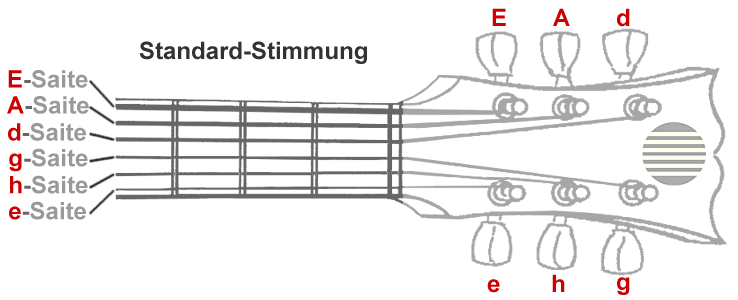 E A d
Standard-Stimmung
E-Saite
A-Saite
d-Saite
g-Saite
h-Saite
e-Saite
e h g